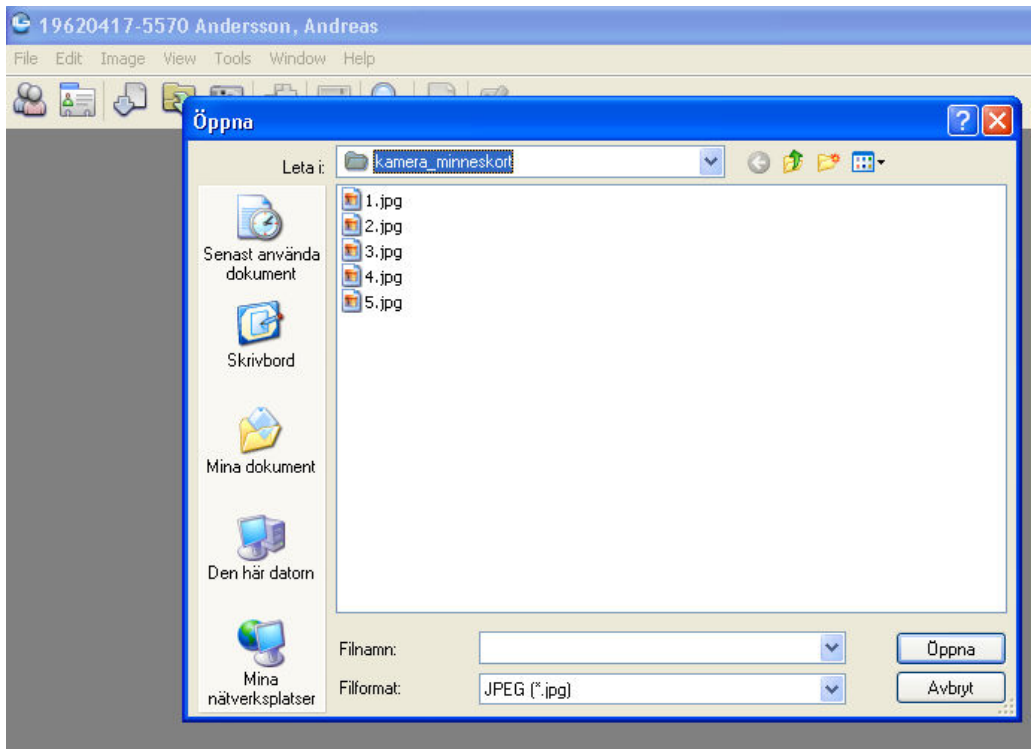 19620417-5570 Andersson, Andreas
File Edit Image View Tools Window Help
Öppna
Leta i:
kamera_minneskort
1.jpg
2.jpg
3.jpg
4.jpg
5.jpg
Senast använda
dokument
Skrivbord
Mina dokument
Den här datorn
Mina
nätverksplatser
Filnamn:
Öppna
Filformat:
JPEG (*.jpg)
Avbryt